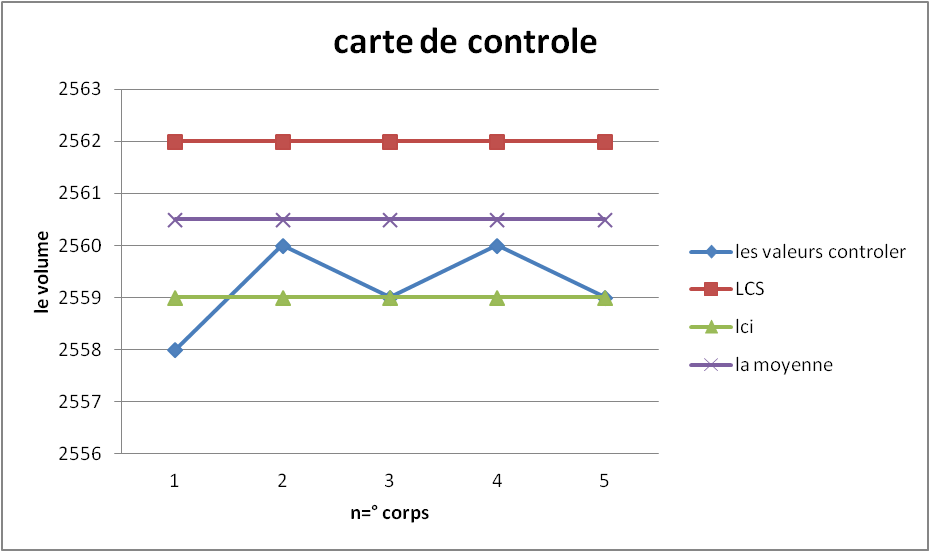 carte de controle
2563
2562
2561
2560
2559
2558
2557
2556
le volume
1 2 3 4 5
n=° corps
les valeurs controler
LCS
lci
la moyenne